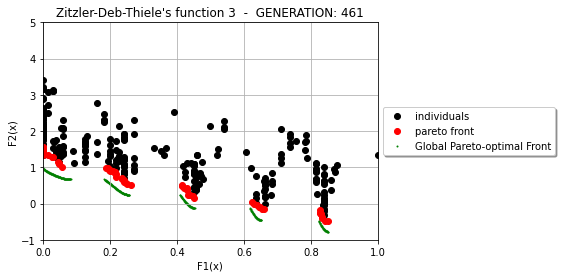 Zitzler-Deb-Thiele's function 3 - GENERATION: 461
5
4
3
2
1
0
−1
F2(x)
0.0 0.2 0.4 0.6 0.8 1.0
F1(x)
individuals
pareto front
Global Pareto-optimal Front